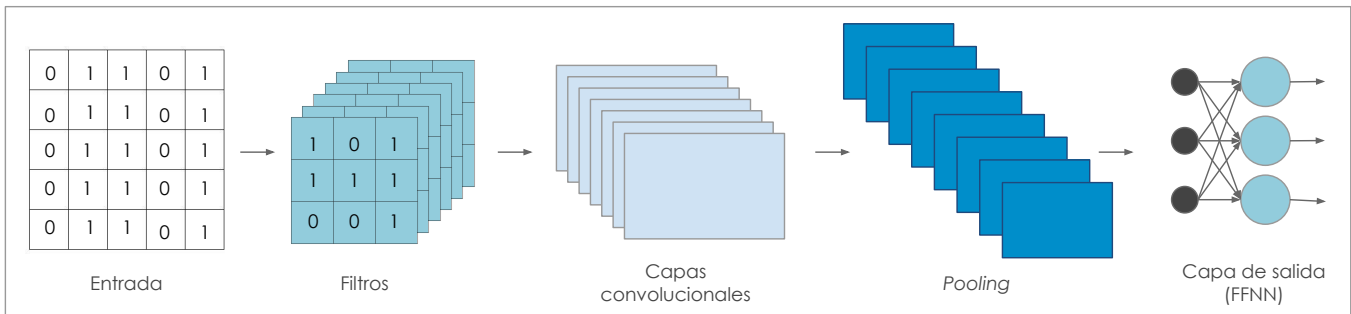 0 1 1 0 1
0 1 1 0 1
0 1 1 0 1
0 1 1 0 1
0 1 1 0 1
Entrada
1 0 1
1 1 1
0 0 1
Filtros
Capas
convolucionales
Pooling
Capa de salida
(FFNN)